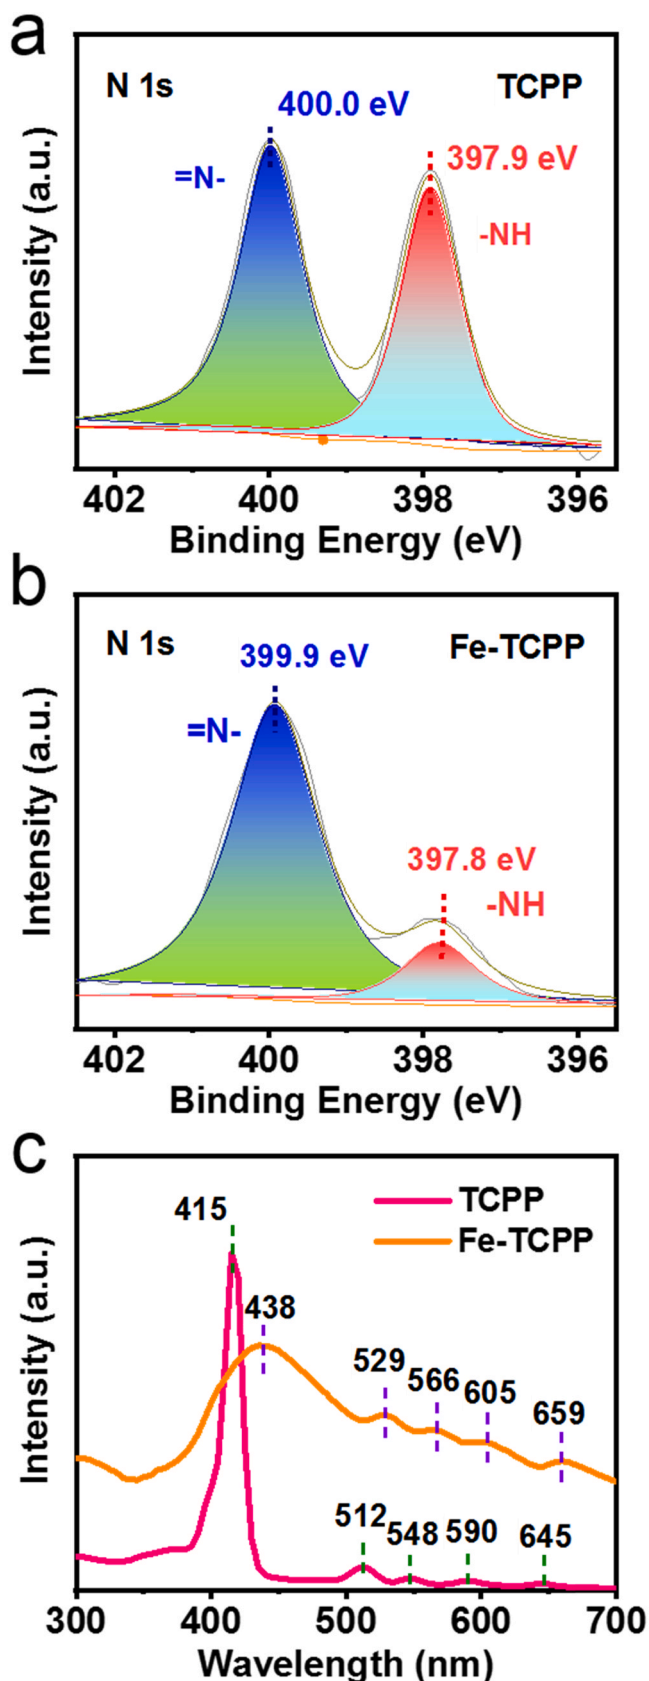 a
N 1s
TCPP
400.0 eV
397.9 eV
=N-
-NH
Intensity (a.u.)
402 400 398 396
Binding Energy (eV)
b
N 1s
Fe-TCPP
399.9 eV
=N-
397.8 eV
-NH
Intensity (a.u.)
402 400 398 396
Binding Energy (eV)
c
415
TCPP
Fe-TCPP
438
529
566
605
659
512
548
590
645
Intensity (a.u.)
300 400 500 600 700
Wavelength (nm)